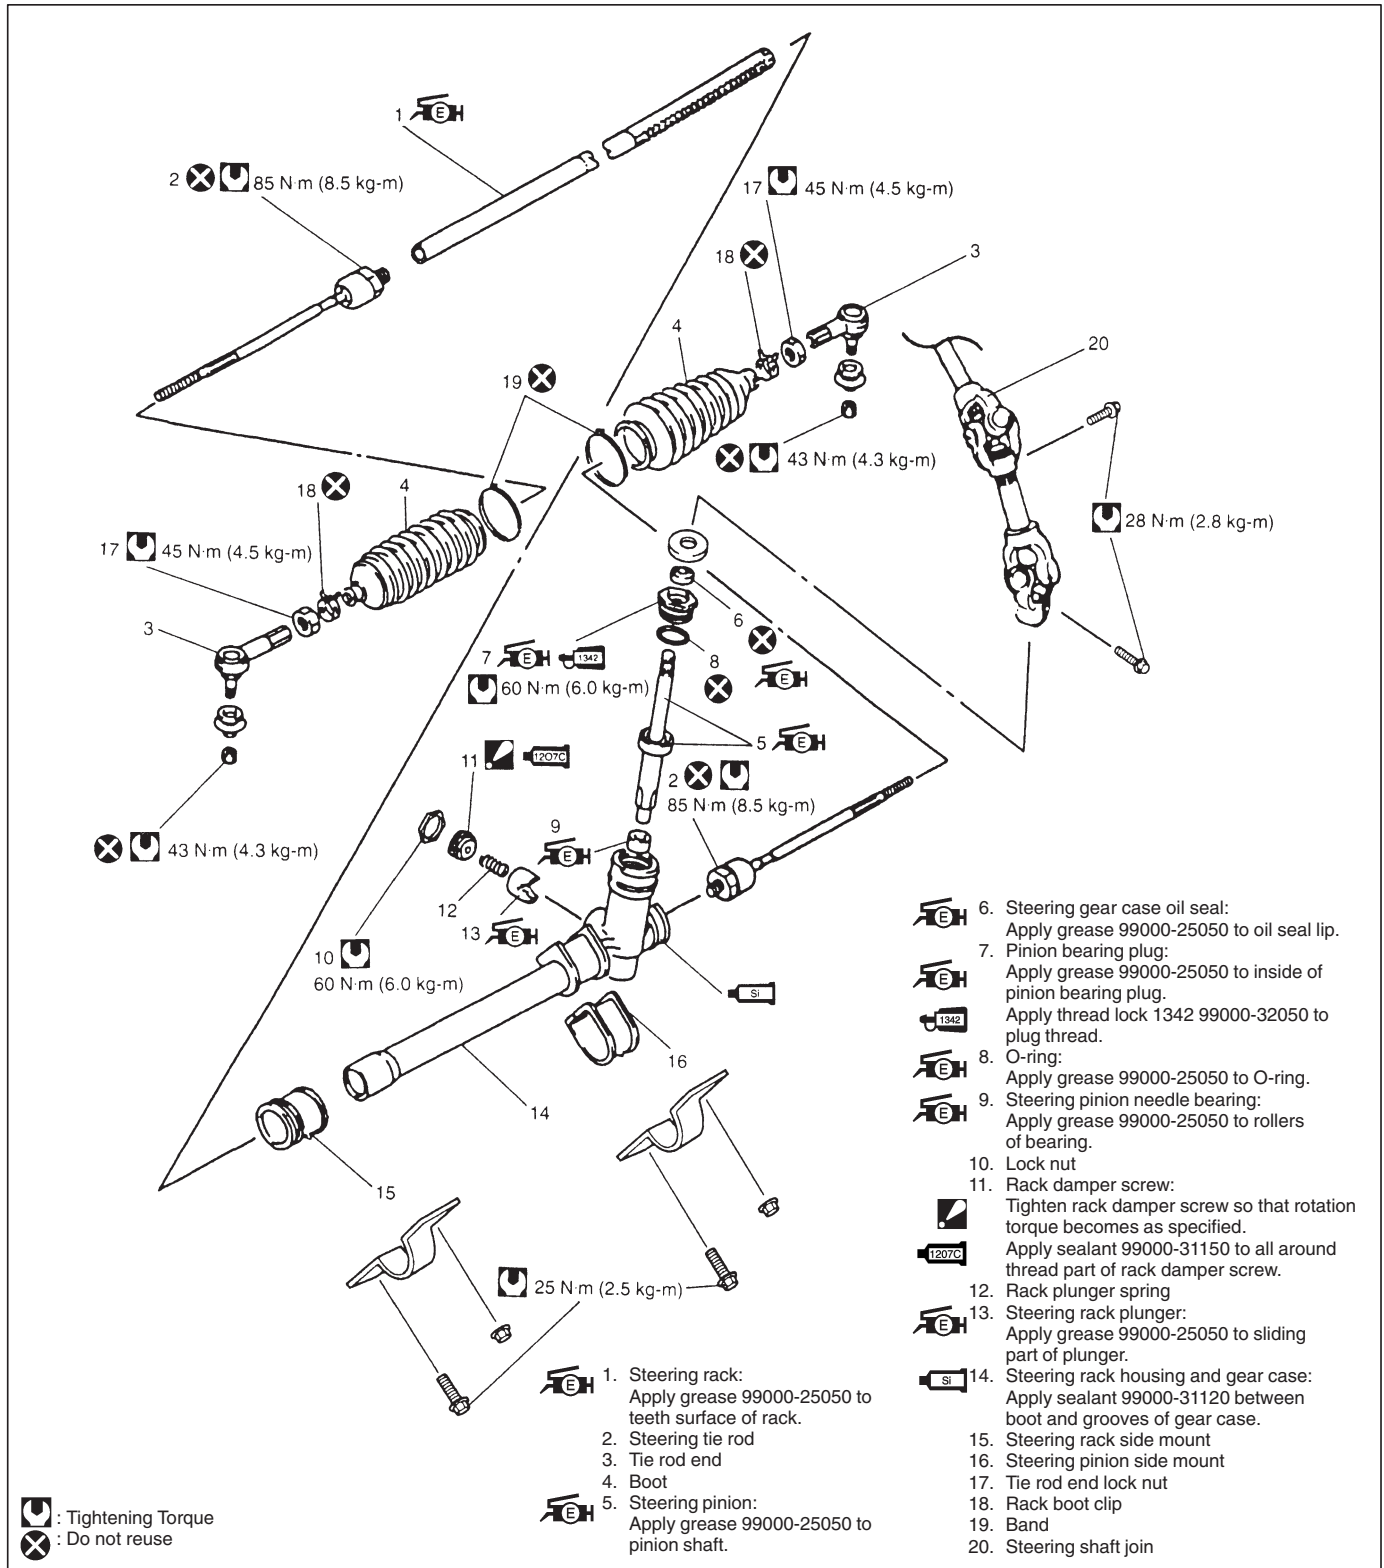 1 E
2 85 N·m (8.5 kg-m)
17 45 N·m (4.5 kg-m)
18
3
4
20
19
43 N·m (4.3 kg-m)
18
4
28 N·m (2.8 kg-m)
17 45 N·m (4.5 kg-m)
6
3
7 E 1342
8
E
60 N·m (6.0 kg-m)
5 E
11 1207C
2
85 N·m (8.5 kg-m)
9
E
43 N·m (4.3 kg-m)
12
13 E
10
60 N·m (6.0 kg-m)
Si
16
14
15
25 N·m (2.5 kg-m)
E 1. Steering rack:
Apply grease 99000-25050 to
teeth surface of rack.
2. Steering tie rod
3. Tie rod end
4. Boot
E 5. Steering pinion:
Apply grease 99000-25050 to
pinion shaft.
E 6. Steering gear case oil seal:
Apply grease 99000-25050 to oil seal lip.
7. Pinion bearing plug:
E Apply grease 99000-25050 to inside of
pinion bearing plug.
1342 Apply thread lock 1342 99000-32050 to
plug thread.
E 8. O-ring:
Apply grease 99000-25050 to O-ring.
E 9. Steering pinion needle bearing:
Apply grease 99000-25050 to rollers
of bearing.
10. Lock nut
11. Rack damper screw:
Tighten rack damper screw so that rotation
torque becomes as specified.
1207C Apply sealant 99000-31150 to all around
thread part of rack damper screw.
12. Rack plunger spring
E 13. Steering rack plunger:
Apply grease 99000-25050 to sliding
part of plunger.
Si 14. Steering rack housing and gear case:
Apply sealant 99000-31120 between
boot and grooves of gear case.
15. Steering rack side mount
16. Steering pinion side mount
17. Tie rod end lock nut
18. Rack boot clip
19. Band
20. Steering shaft join
: Tightening Torque
: Do not reuse